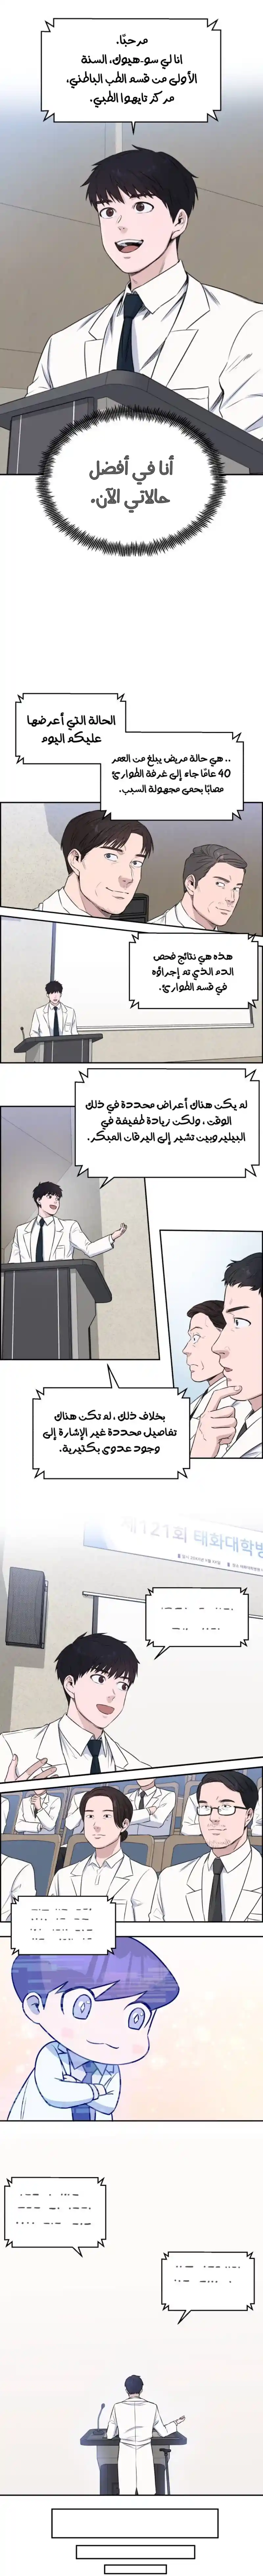 مرحبًا.
انا لي سو-هيوك، السنة
الأولى من قسم الطب الباطني،
مركز تايهوا الطبي.
أنا في أفضل
حالاتي الآن.
الحالة التي أعرضها
عليكم اليوم
.. هي حالة مريض يبلغ من العمر
40 عامًا جاء إلى غرفة الطوارئ
مصابًا بحمى مجهولة السبب.
هذه هي نتائج فحص
الدم الذي تم إجراؤه
في قسم الطوارئ.
لم يكن هناك أعراض محددة في ذلك
الوقت ، ولكن زيادة طفيفة في
البيليروبين تشير إلى اليرقان المبكر.
بخلاف ذلك ، لم تكن هناك
تفاصيل محددة غير الإشارة إلى
وجود عدوى بكتيرية.
제121회 태화대학병